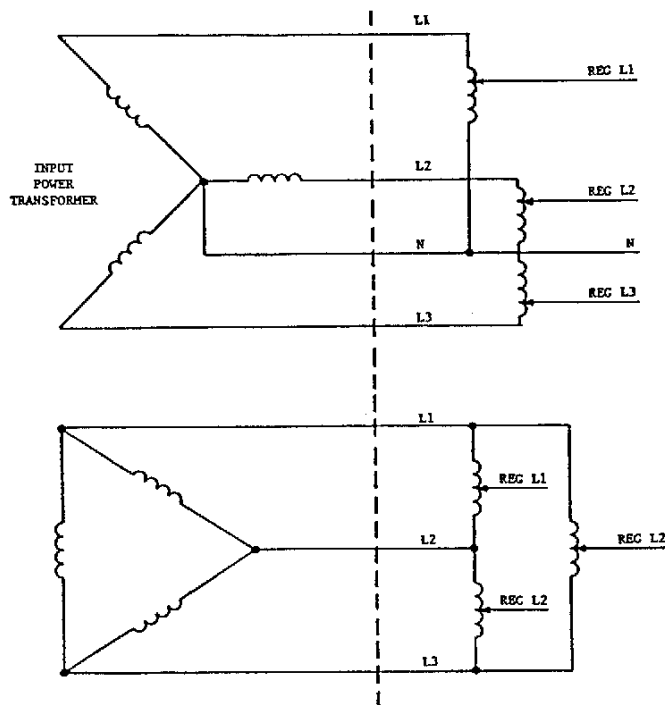 L1
REG L1
INPUT
POWER
TRANSFORMER
L2
REG L2
N
N
REG L3
L3
L1
REG L1
L2
REG L2
REG L2
L3